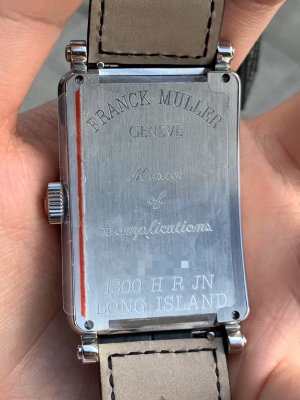 FRANCK MULLER
GENEVE
Master
of
Complications
1300 H R JN
LONG ISLAND